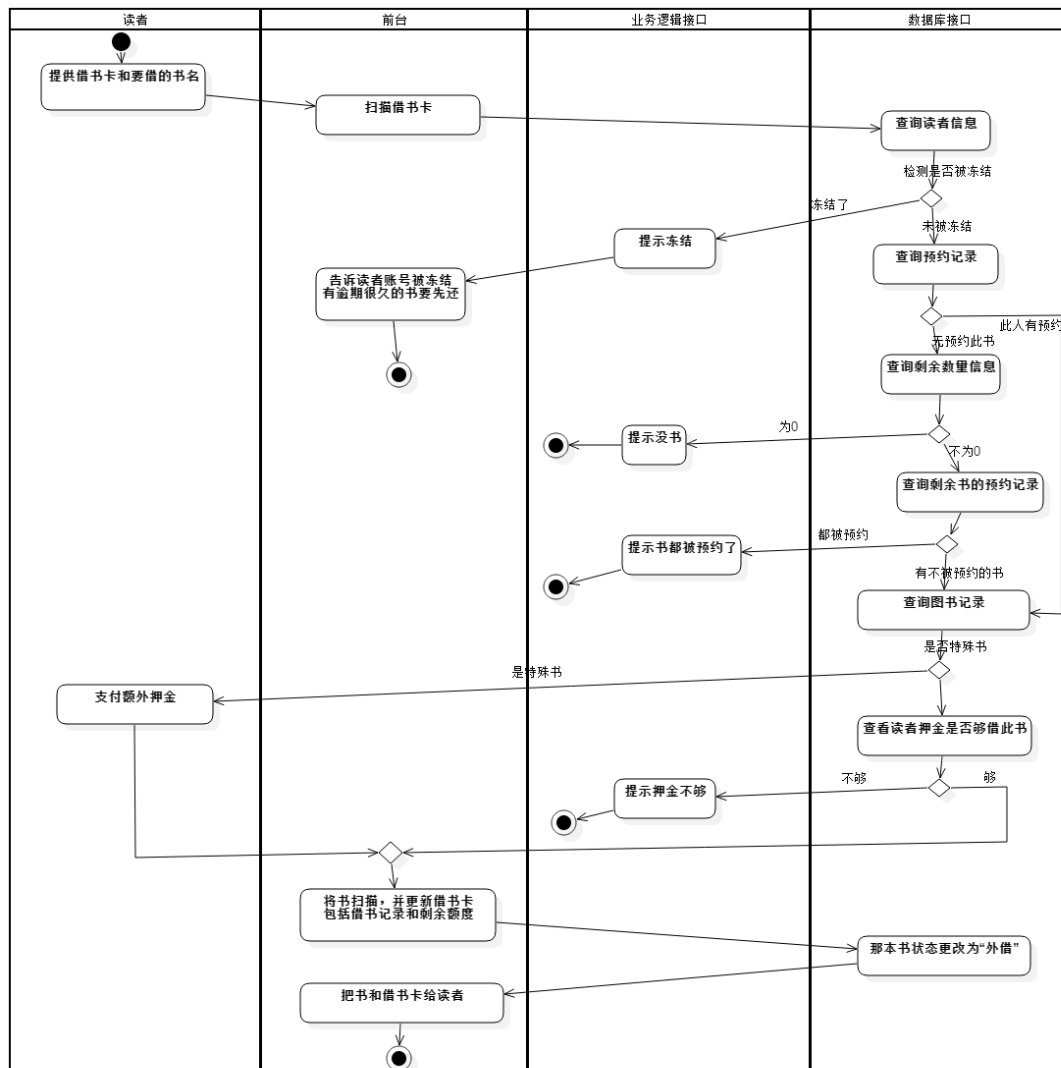 读者
前台
业务逻辑接口
数据库接口
提供借书卡和要借的书名
扫描借书卡
查询读者信息
检测是否被冻结
冻结了
未被冻结
提示冻结
查询预约记录
告诉读者账号被冻结
有逾期很久的书要先还
此人有预约
无预约此书
查询剩余数量信息
为0
提示没书
不为0
查询剩余书的预约记录
都被预约
提示书都被预约了
有不被预约的书
查询图书记录
是否特殊书
是特殊书
支付额外押金
查看读者押金是否够借此书
不够
够
提示押金不够
将书扫描，并更新借书卡
包括借书记录和剩余额度
那本书状态更改为“外借”
把书和借书卡给读者